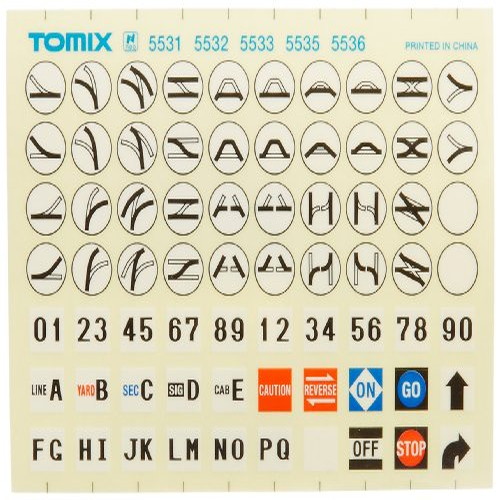 TOMIX N 5531 5532 5533 5535 5536 PRINTED IN CHINA
01 23 45 67 89 12 34 56 78 90
LINE A YARD B SEC C SIG D CAB E CAUTION REVERSE ON GO
FG HI JK LM NO PQ OFF STOP